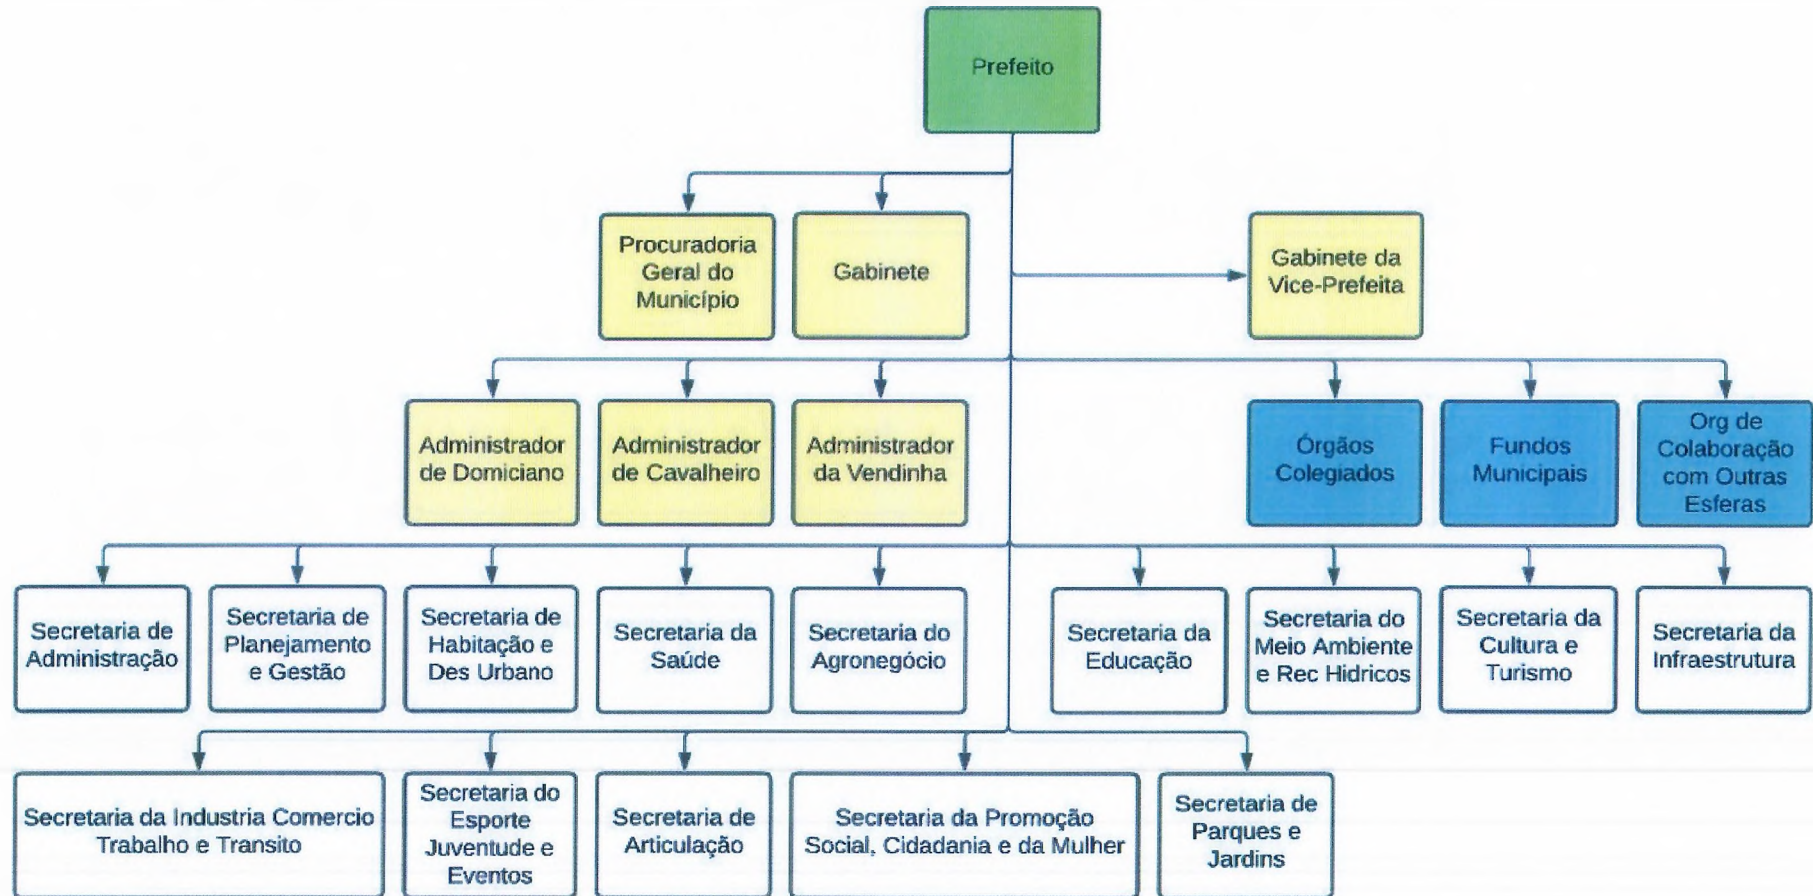 Prefeito
Procuradoria
Geral do
Município
Gabinete
Gabinete da
Vice-Prefeita
Administrador
de Domiciano
Administrador
de Cavalheiro
Administrador
da Vendinha
Órgãos
Colegiados
Fundos
Municipais
Org de
Colaboração
com Outras
Esferas
Secretaria de
Administração
Secretaria de
Planejamento
e Gestão
Secretaria de
Habitação e
Des Urbano
Secretaria da
Saúde
Secretaria do
Agronegócio
Secretaria da
Educação
Secretaria do
Meio Ambiente
e Rec Hidricos
Secretaria da
Cultura e
Turismo
Secretaria da
Infraestrutura
Secretaria da Industria Comercio
Trabalho e Transito
Secretaria do
Esporte
Juventude e
Eventos
Secretaria de
Articulação
Secretaria da Promoção
Social, Cidadania e da Mulher
Secretaria de
Parques e
Jardins